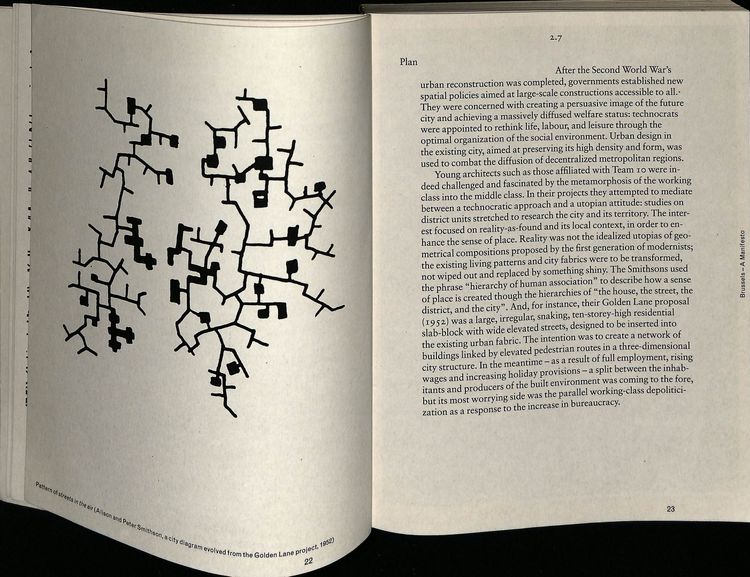 Pattern of streets in the air (Alison and Peter Smithson, a city diagram evolved from the Golden Lane project, 1952)
22
2.7
Plan
After the Second World War's
urban reconstruction was completed, governments established new
spatial policies aimed at large-scale constructions accessible to all.
They were concerned with creating a persuasive image of the future
city and achieving a massively diffused welfare status: technocrats
were appointed to rethink life, labour, and leisure through the
optimal organization of the social environment. Urban design in
the existing city, aimed at preserving its high density and form, was
used to combat the diffusion of decentralized metropolitan regions.
Young architects such as those affiliated with Team 10 were in-
deed challenged and fascinated by the metamorphosis of the working
class into the middle class. In their projects they attempted to mediate
between a technocratic approach and a utopian attitude: studies on
district units stretched to research the city and its territory. The inter-
est focused on reality-as-found and its local context, in order to en-
hance the sense of place. Reality was not the idealized utopias of geo-
metrical compositions proposed by the first generation of modernists;
the existing living patterns and city fabrics were to be transformed,
not wiped out and replaced by something shiny. The Smithsons used
the phrase "hierarchy of human association" to describe how a sense
of place is created though the hierarchies of "the house, the street, the
district, and the city". And, for instance, their Golden Lane proposal
(1952) was a large, irregular, snaking, ten-storey-high residential
slab-block with wide elevated streets, designed to be inserted into
the existing urban fabric. The intention was to create a network of
buildings linked by elevated pedestrian routes in a three-dimensional
city structure. In the meantime – as a result of full employment, rising
wages and increasing holiday provisions – a split between the inhab-
itants and producers of the built environment was coming to the fore,
but its most worrying side was the parallel working-class depolitici-
zation as a response to the increase in bureaucracy.
Brussels – A Manifesto
23